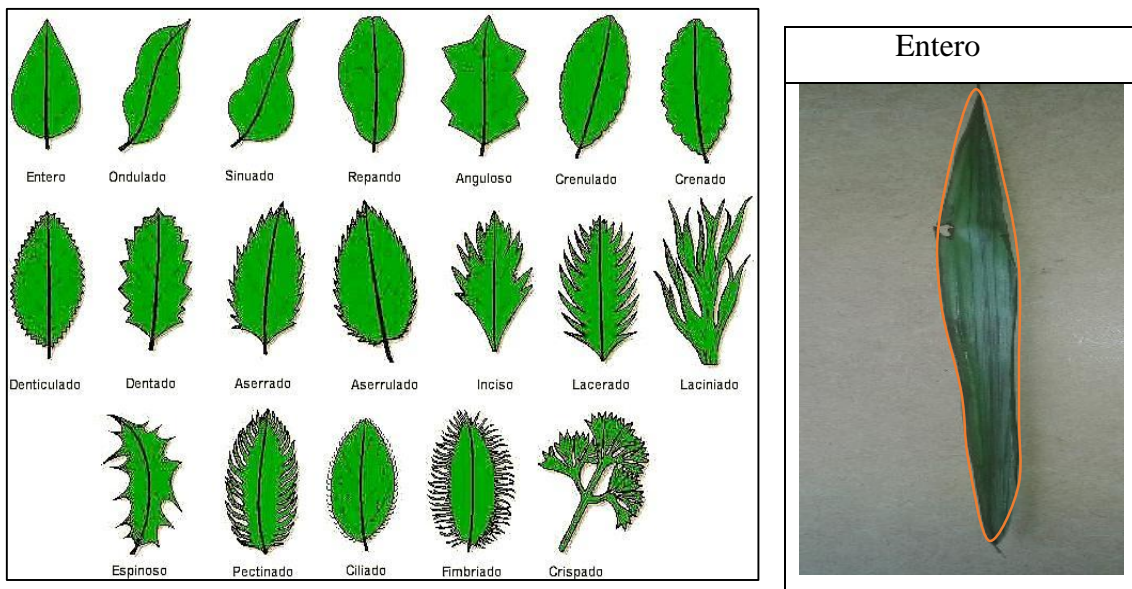 Entero Ondulado Sinuado Repando Anguloso Crenulado Crenado
Denticulado Dentado Aserrado Aserrulado Inciso Lacerado Laciniado
Espinoso Pectinado Ciliado Fimbriado Crispado
Entero